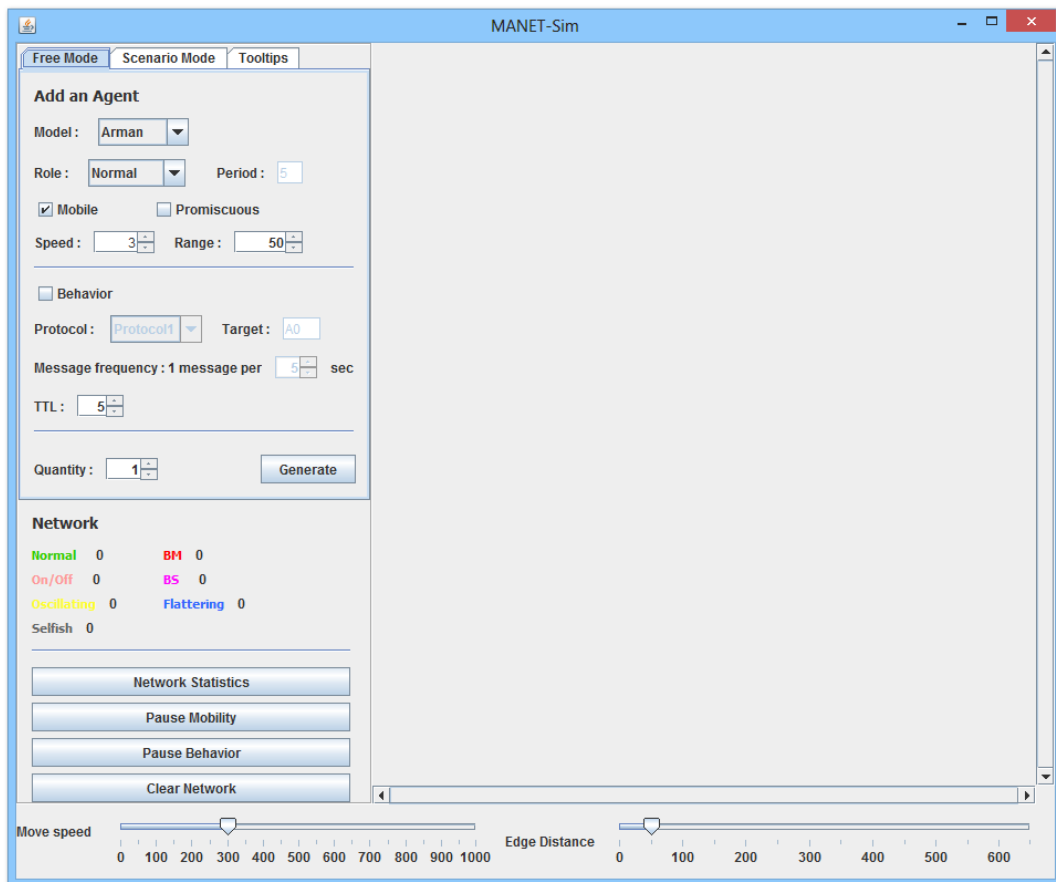 MANET-Sim
Free Mode Scenario Mode Tooltips
Add an Agent
Model : Arman
Role : Normal Period : 5
Mobile Promiscuous
Speed : 3 Range : 50
Behavior
Protocol : Protocol1 Target : A0
Message frequency : 1 message per 5 sec
TTL : 5
Quantity : 1 Generate
Network
Normal 0 BM 0
On/Off 0 BS 0
Oscillating 0 Flattering 0
Selfish 0
Network Statistics
Pause Mobility
Pause Behavior
Clear Network
Move speed Edge Distance
0 100 200 300 400 500 600 700 800 900 1000 0 100 200 300 400 500 600